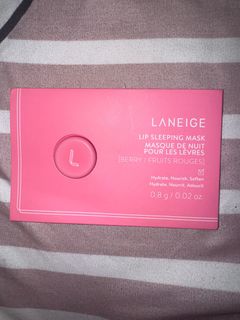 LANEIGE
LIP SLEEPING MASK
MASQUE DE NUIT
POUR LES LÈVRES
[BERRY / FRUITS ROUGES]
Hydrate, Nourish, Soften
Hydrate, Nourrit, Adoucit
0.8 g / 0.02 oz
L